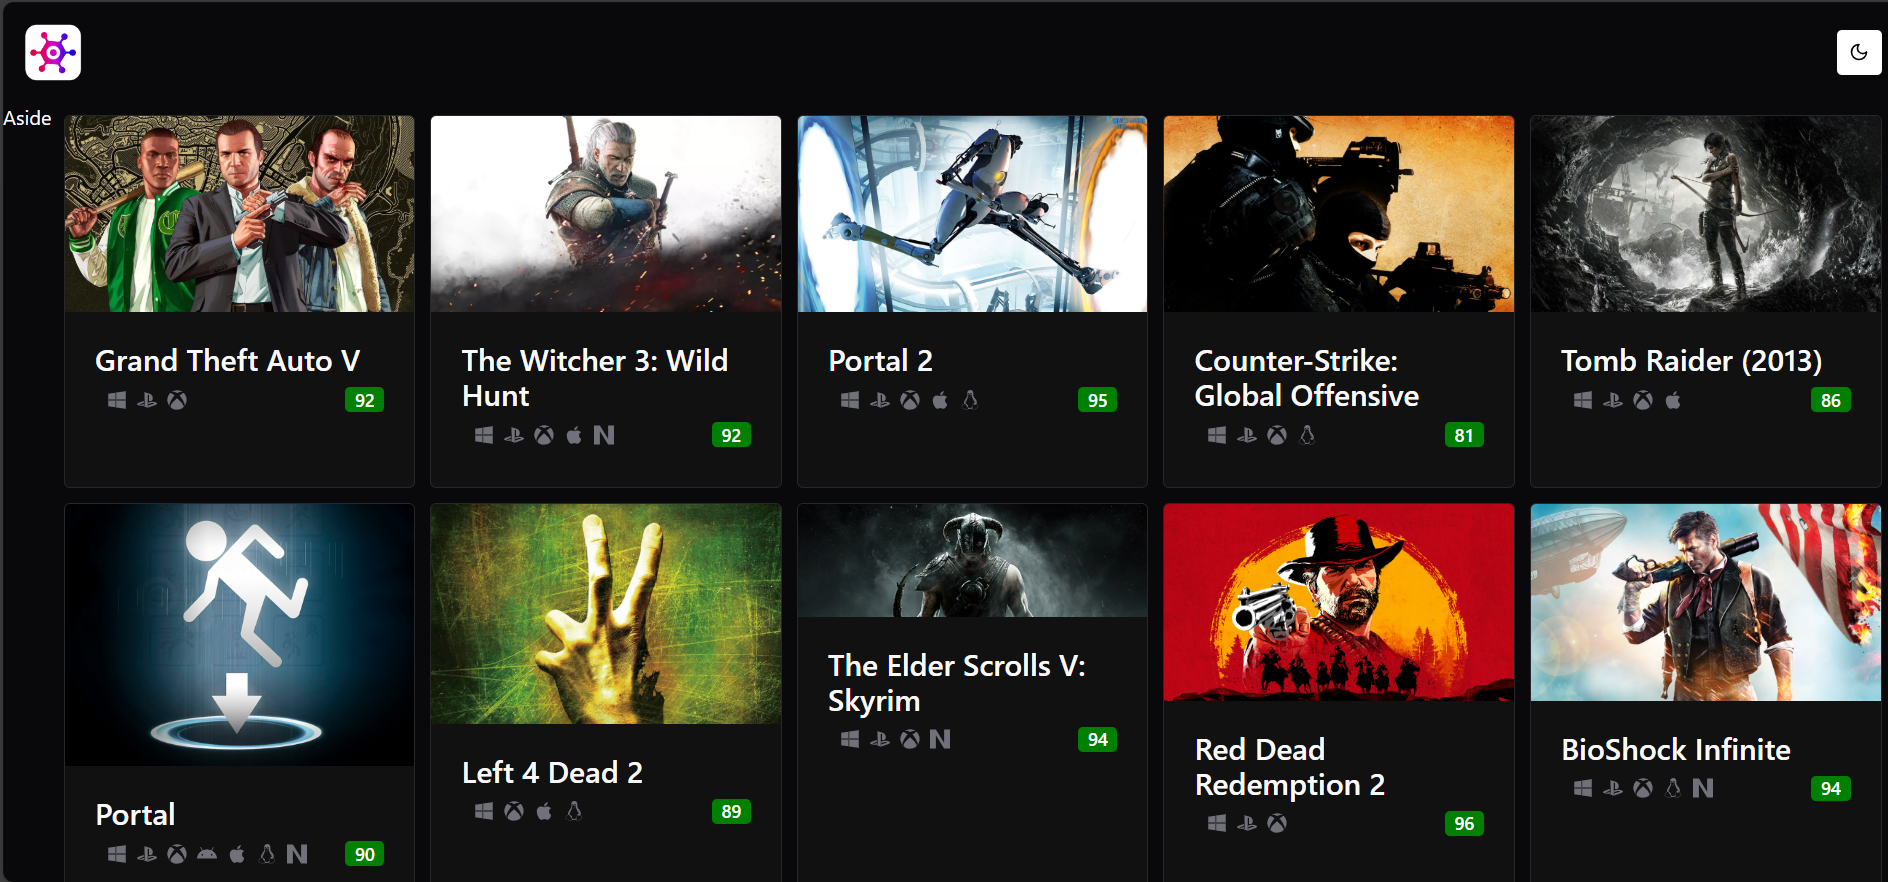 Aside
Grand Theft Auto V
92
The Witcher 3: Wild
Hunt
92
Portal 2
95
Counter-Strike:
Global Offensive
81
Tomb Raider (2013)
86
Portal
90
Left 4 Dead 2
89
The Elder Scrolls V:
Skyrim
94
Red Dead
Redemption 2
96
BioShock Infinite
94